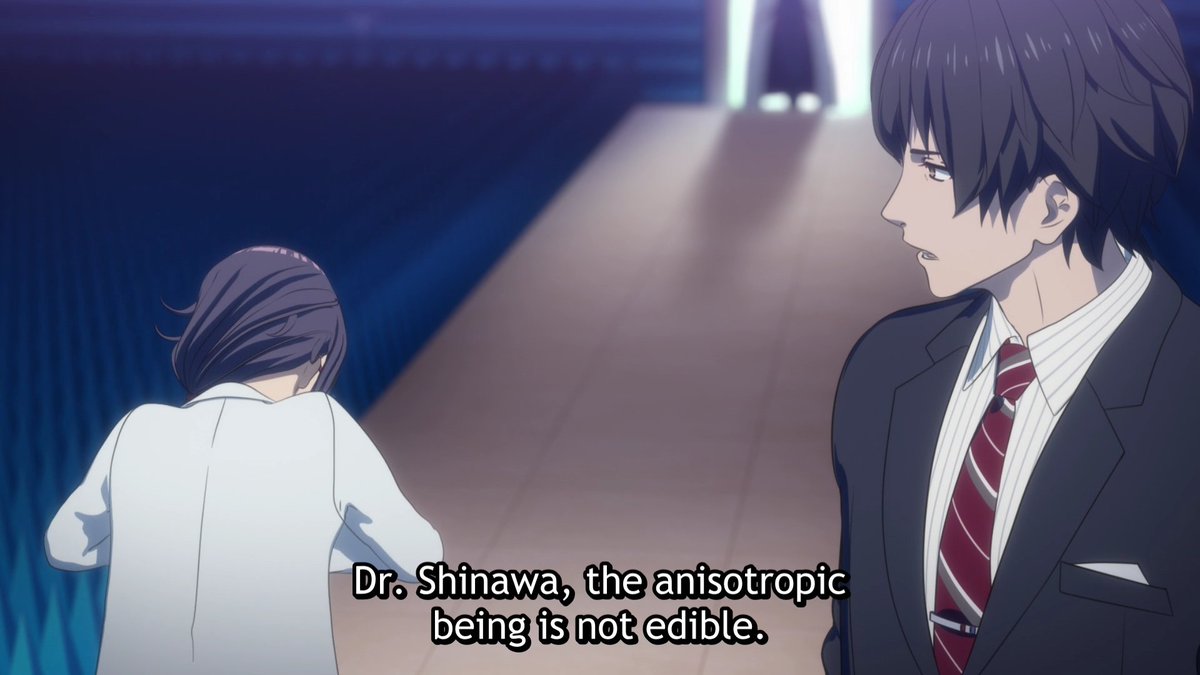 Dr. Shinawa, the anisotropic
being is not edible.